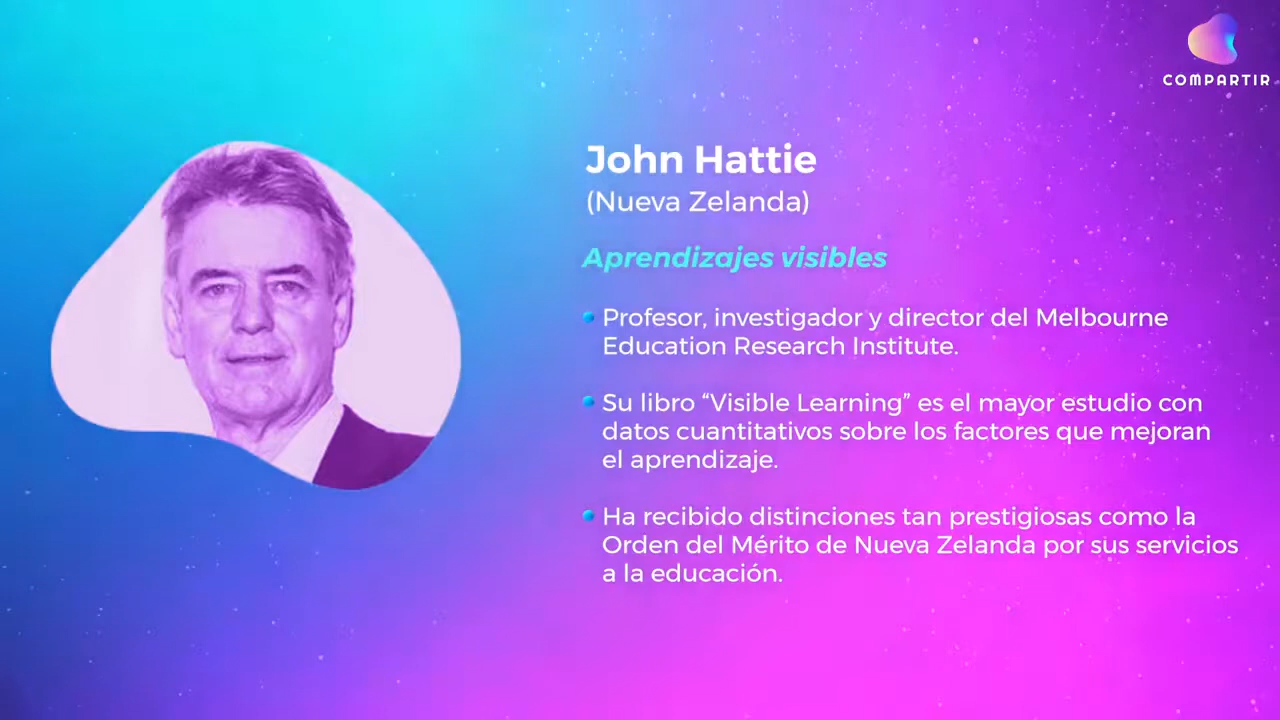 COMPARTIR
John Hattie
(Nueva Zelanda)
Aprendizajes visibles
Profesor, investigador y director del Melbourne
Education Research Institute.
Su libro “Visible Learning” es el mayor estudio con
datos cuantitativos sobre los factores que mejoran
el aprendizaje.
Ha recibido distinciones tan prestigiosas como la
Orden del Mérito de Nueva Zelanda por sus servicios
a la educación.